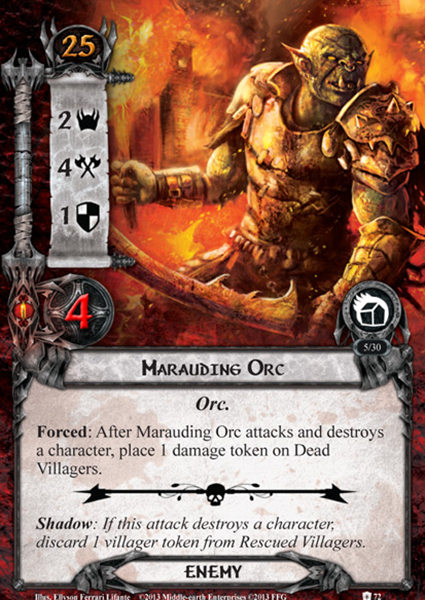 25
2
4
1
4
5/30
Marauding Orc
Orc.
Forced: After Marauding Orc attacks and destroys
a character, place 1 damage token on Dead
Villagers.
Shadow: If this attack destroys a character,
discard 1 villager token from Rescued Villagers.
ENEMY
Illus. Ellyson Ferrari Lifante ©2013 Middle-earth Enterprises ©2013 FFG 72